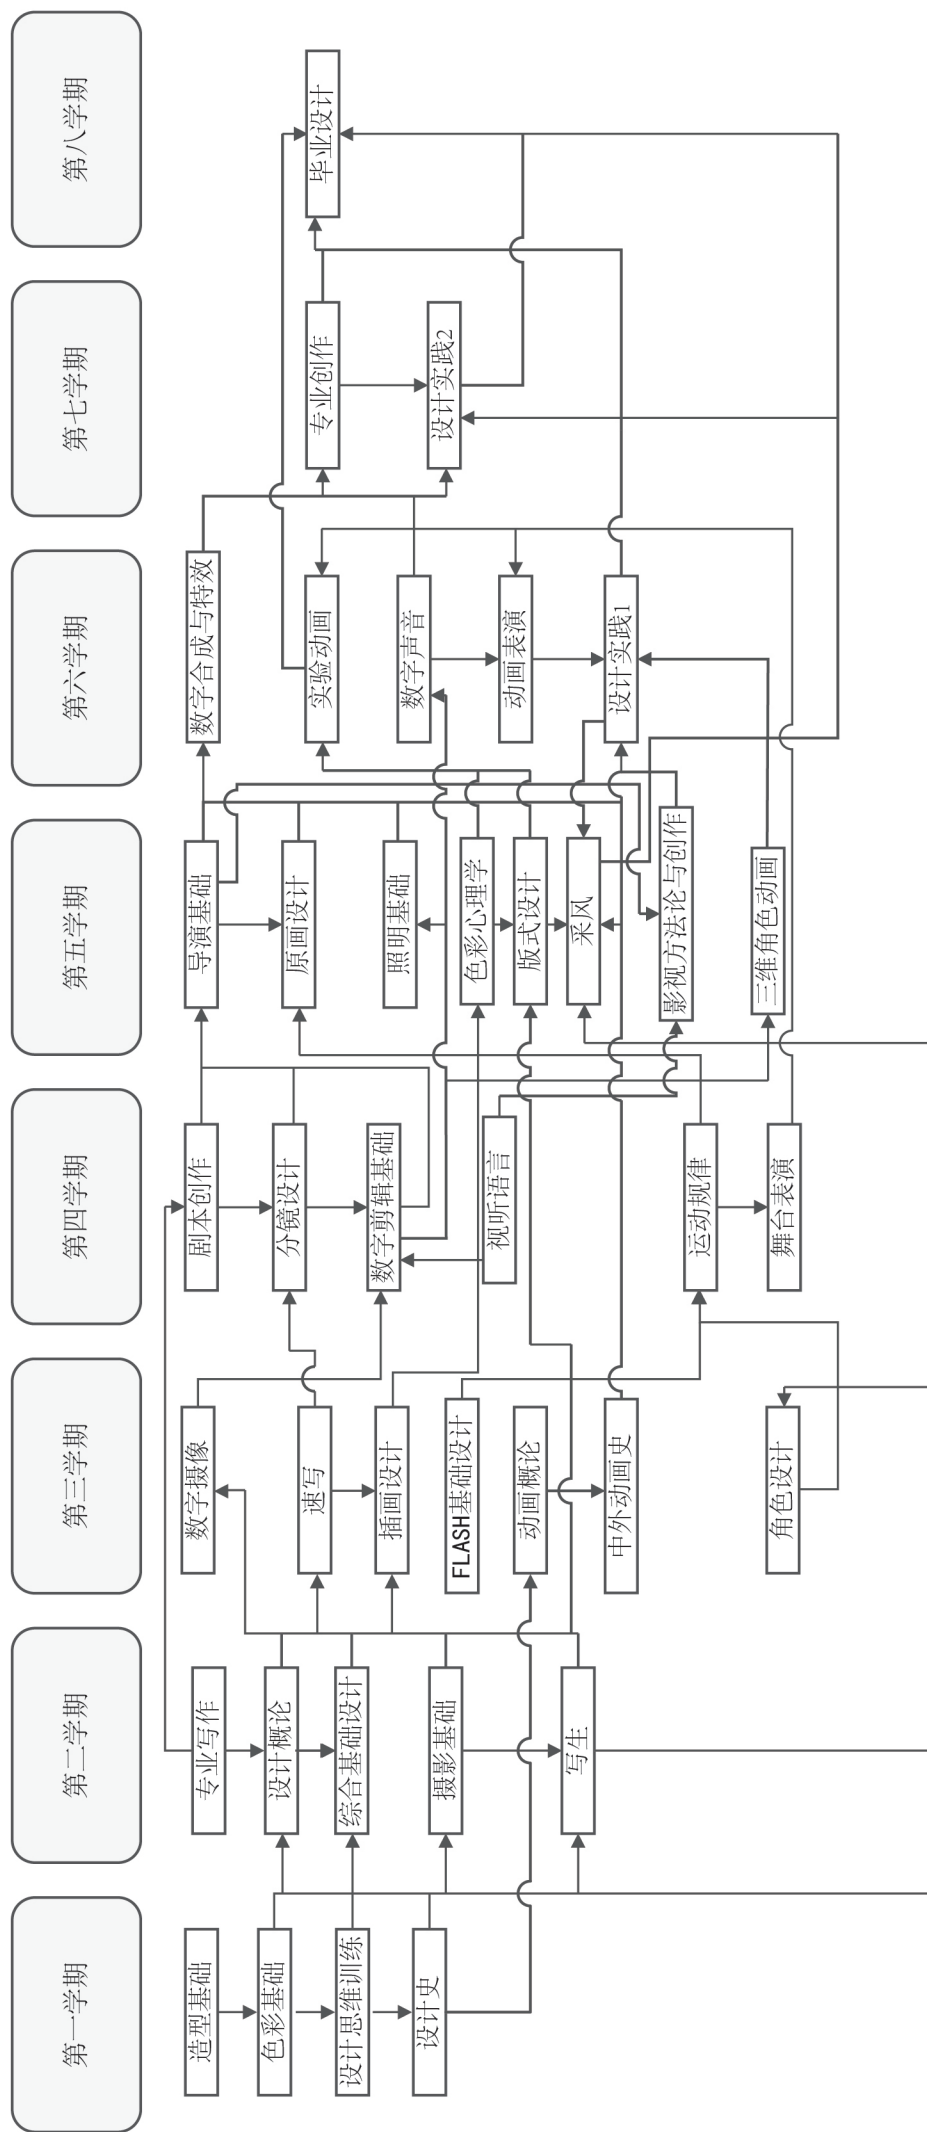 第一学期
第二学期
第三学期
第四学期
第五学期
第六学期
第七学期
第八学期
造型基础
色彩基础
设计思维训练
设计史
专业写作
设计概论
综合基础设计
摄影基础
写生
数字摄像
速写
插画设计
FLASH基础设计
动画概论
中外动画史
角色设计
剧本创作
分镜设计
数字剪辑基础
视听语言
运动规律
舞台表演
导演基础
原画设计
照明基础
色彩心理学
版式设计
采风
影视方法论与创作
三维角色动画
数字合成与特效
实验动画
数字声音
动画表演
设计实践1
专业创作
设计实践2
毕业设计